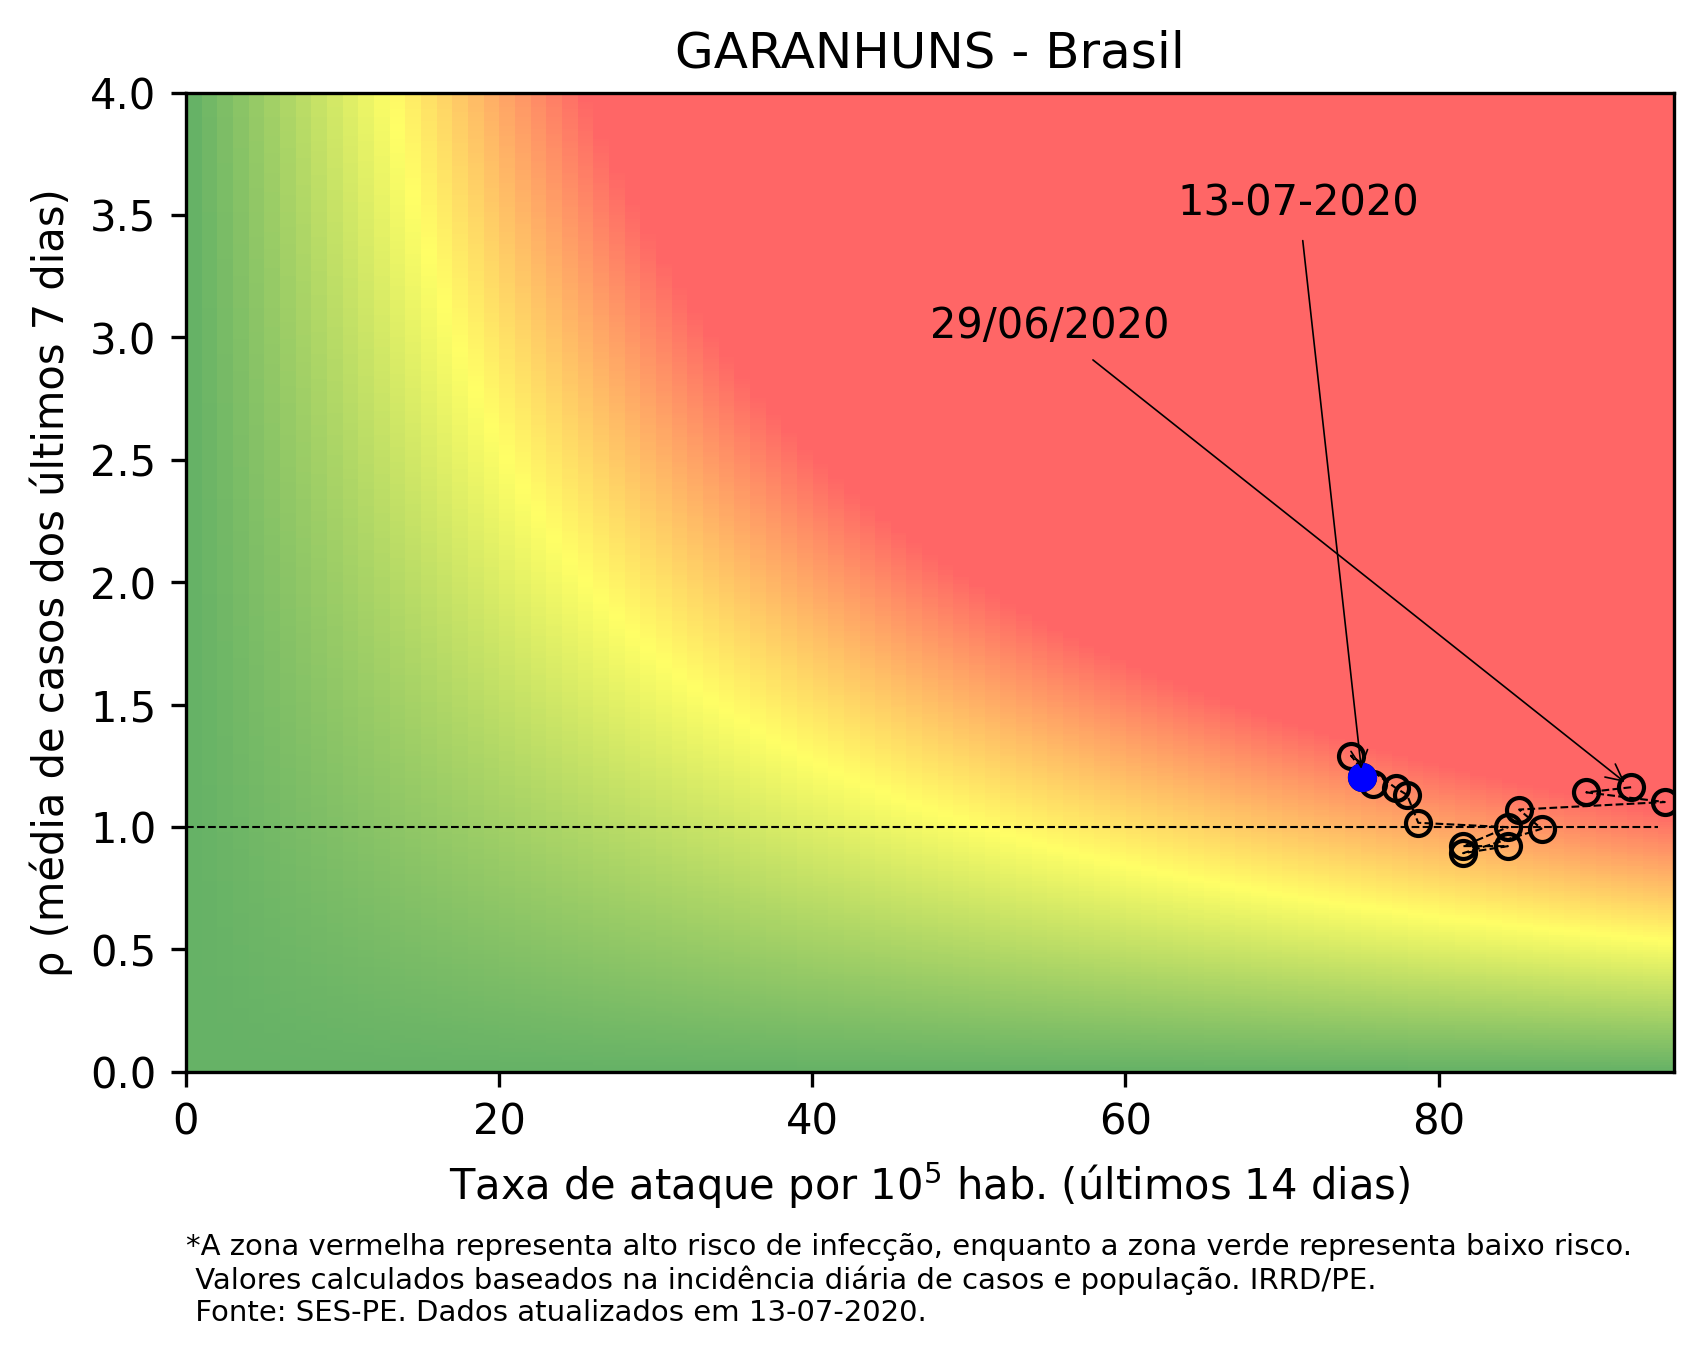 GARANHUNS - Brasil
4.0
3.5
3.0
2.5
2.0
1.5
1.0
0.5
0.0
ρ (média de casos dos últimos 7 dias)
13-07-2020
29/06/2020
0 20 40 60 80
Taxa de ataque por 10⁵ hab. (últimos 14 dias)
*A zona vermelha representa alto risco de infecção, enquanto a zona verde representa baixo risco.
Valores calculados baseados na incidência diária de casos e população. IRRD/PE.
Fonte: SES-PE. Dados atualizados em 13-07-2020.